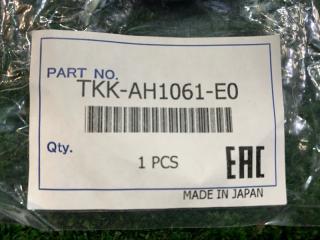 PART NO.
TKK-AH1061-E0
Qty.
1 PCS
EAC
MADE IN JAPAN